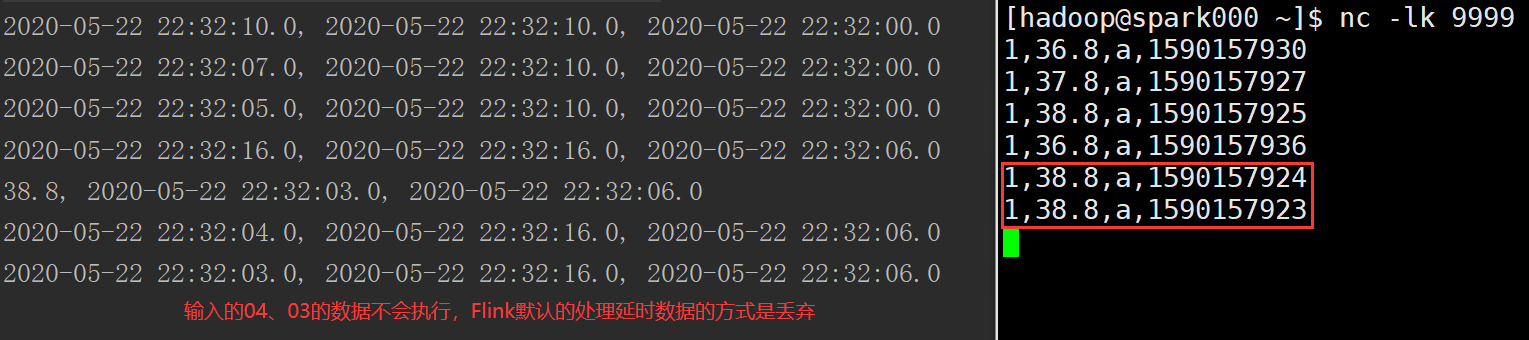 2020-05-22 22:32:10.0, 2020-05-22 22:32:10.0, 2020-05-22 22:32:00.0
2020-05-22 22:32:07.0, 2020-05-22 22:32:10.0, 2020-05-22 22:32:00.0
2020-05-22 22:32:05.0, 2020-05-22 22:32:10.0, 2020-05-22 22:32:00.0
2020-05-22 22:32:16.0, 2020-05-22 22:32:16.0, 2020-05-22 22:32:06.0
38.8, 2020-05-22 22:32:03.0, 2020-05-22 22:32:06.0
2020-05-22 22:32:04.0, 2020-05-22 22:32:16.0, 2020-05-22 22:32:06.0
2020-05-22 22:32:03.0, 2020-05-22 22:32:16.0, 2020-05-22 22:32:06.0
输入的04、03的数据不会执行，Flink默认的处理延时数据的方式是丢弃
[hadoop@spark000 ~]$ nc -lk 9999
1,36.8,a,1590157930
1,37.8,a,1590157927
1,38.8,a,1590157925
1,36.8,a,1590157936
1,38.8,a,1590157924
1,38.8,a,1590157923